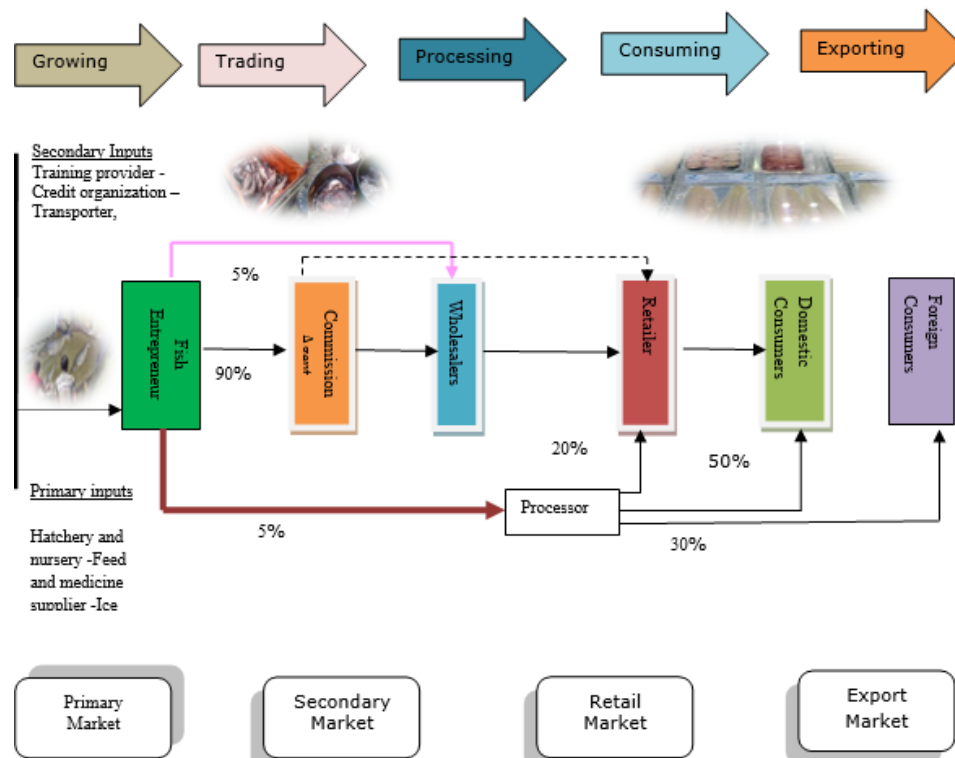 Growing
Trading
Processing
Consuming
Exporting
Secondary Inputs
Training provider -
Credit organization –
Transporter,
5%
Fish
Entrepreneur
90%
Commission
Wholesalers
Retailer
Domestic
Consumers
Foreign
Consumers
20%
50%
Primary inputs
Processor
5%
30%
Hatchery and
nursery -Feed
and medicine
supplier -Ice
Primary
Market
Secondary
Market
Retail
Market
Export
Market